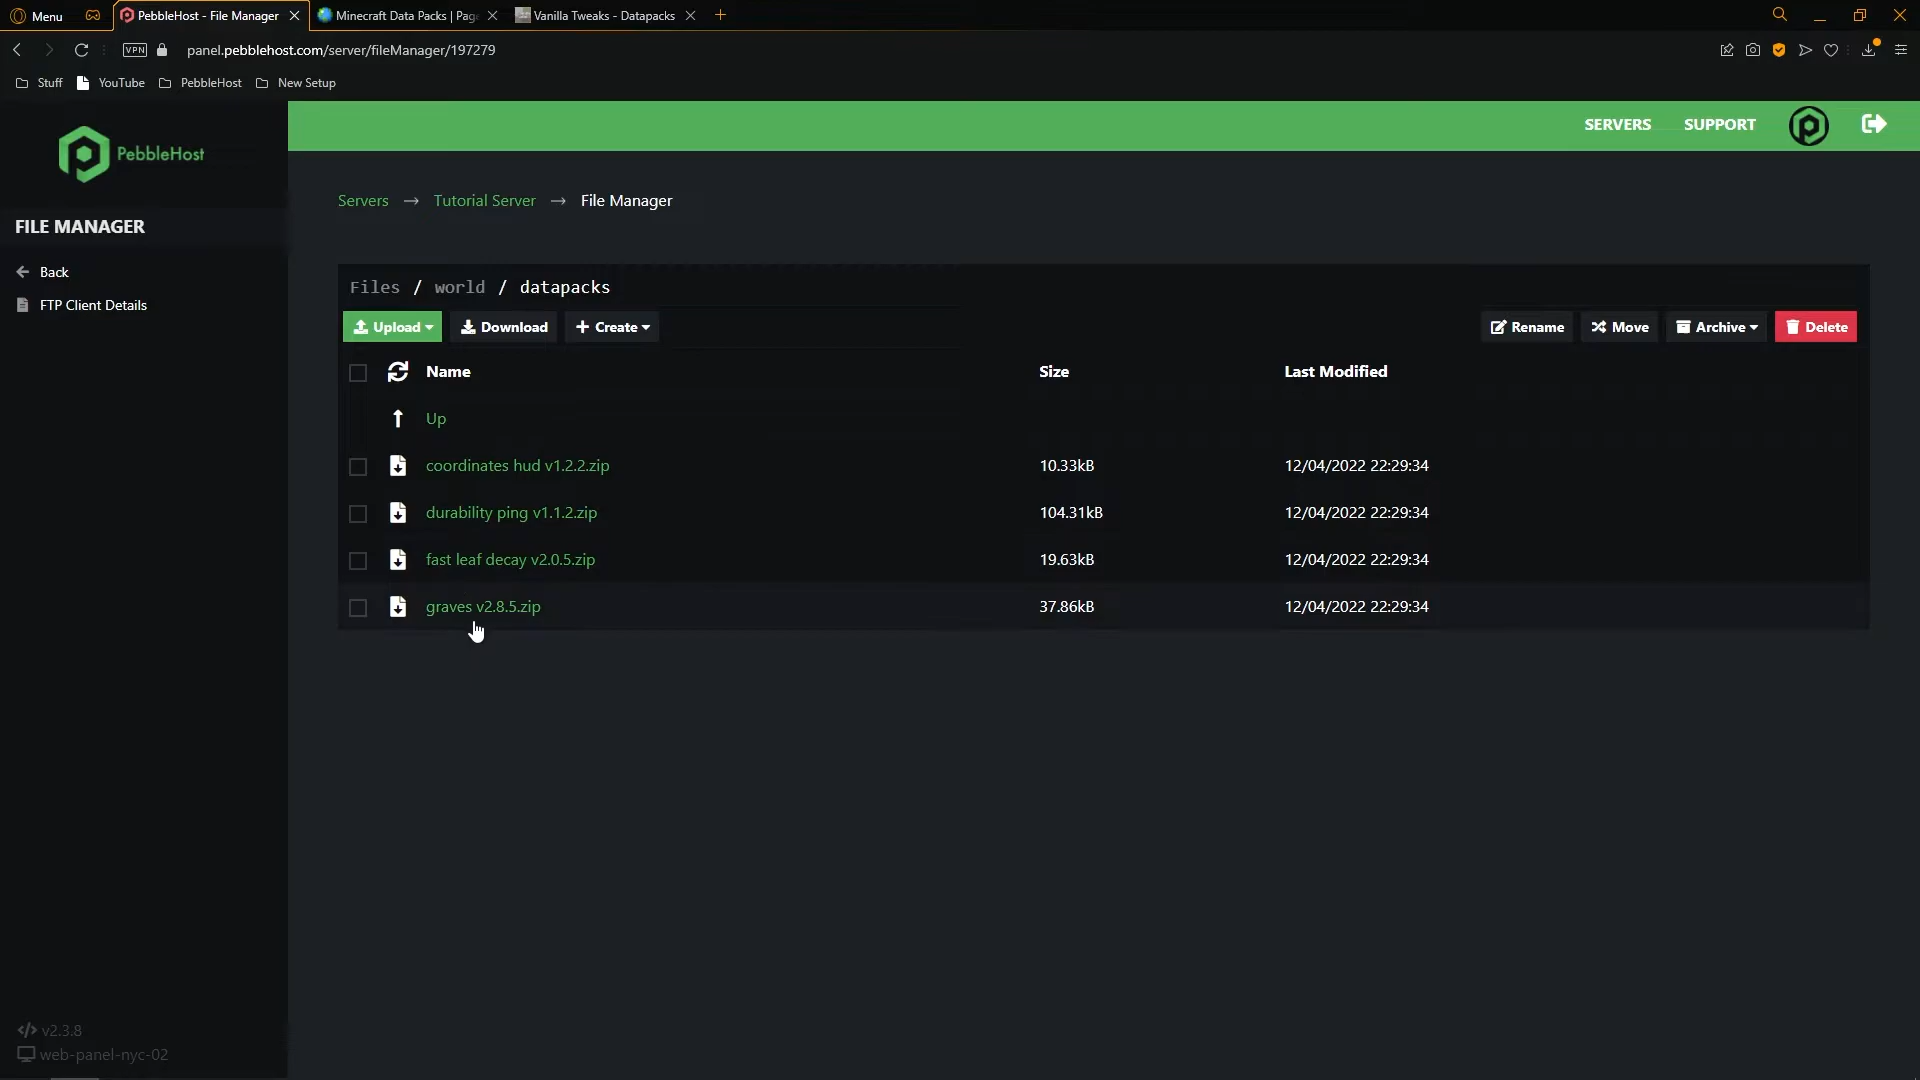 Menu
PebbleHost - File Manager
Minecraft Data Packs | Pag
Vanilla Tweaks - Datapacks
VPN
panel.pebblehost.com/server/fileManager/197279
Stuff
YouTube
PebbleHost
New Setup
PebbleHost
SERVERS
SUPPORT
FILE MANAGER
Back
FTP Client Details
Servers → Tutorial Server → File Manager
Files / world / datapacks
Upload
Download
Create
Rename
Move
Archive
Delete
Name Size Last Modified
Up
coordinates hud v1.2.2.zip 10.33kB 12/04/2022 22:29:34
durability ping v1.1.2.zip 104.31kB 12/04/2022 22:29:34
fast leaf decay v2.0.5.zip 19.63kB 12/04/2022 22:29:34
graves v2.8.5.zip 37.86kB 12/04/2022 22:29:34
v2.3.8
web-panel-nyc-02